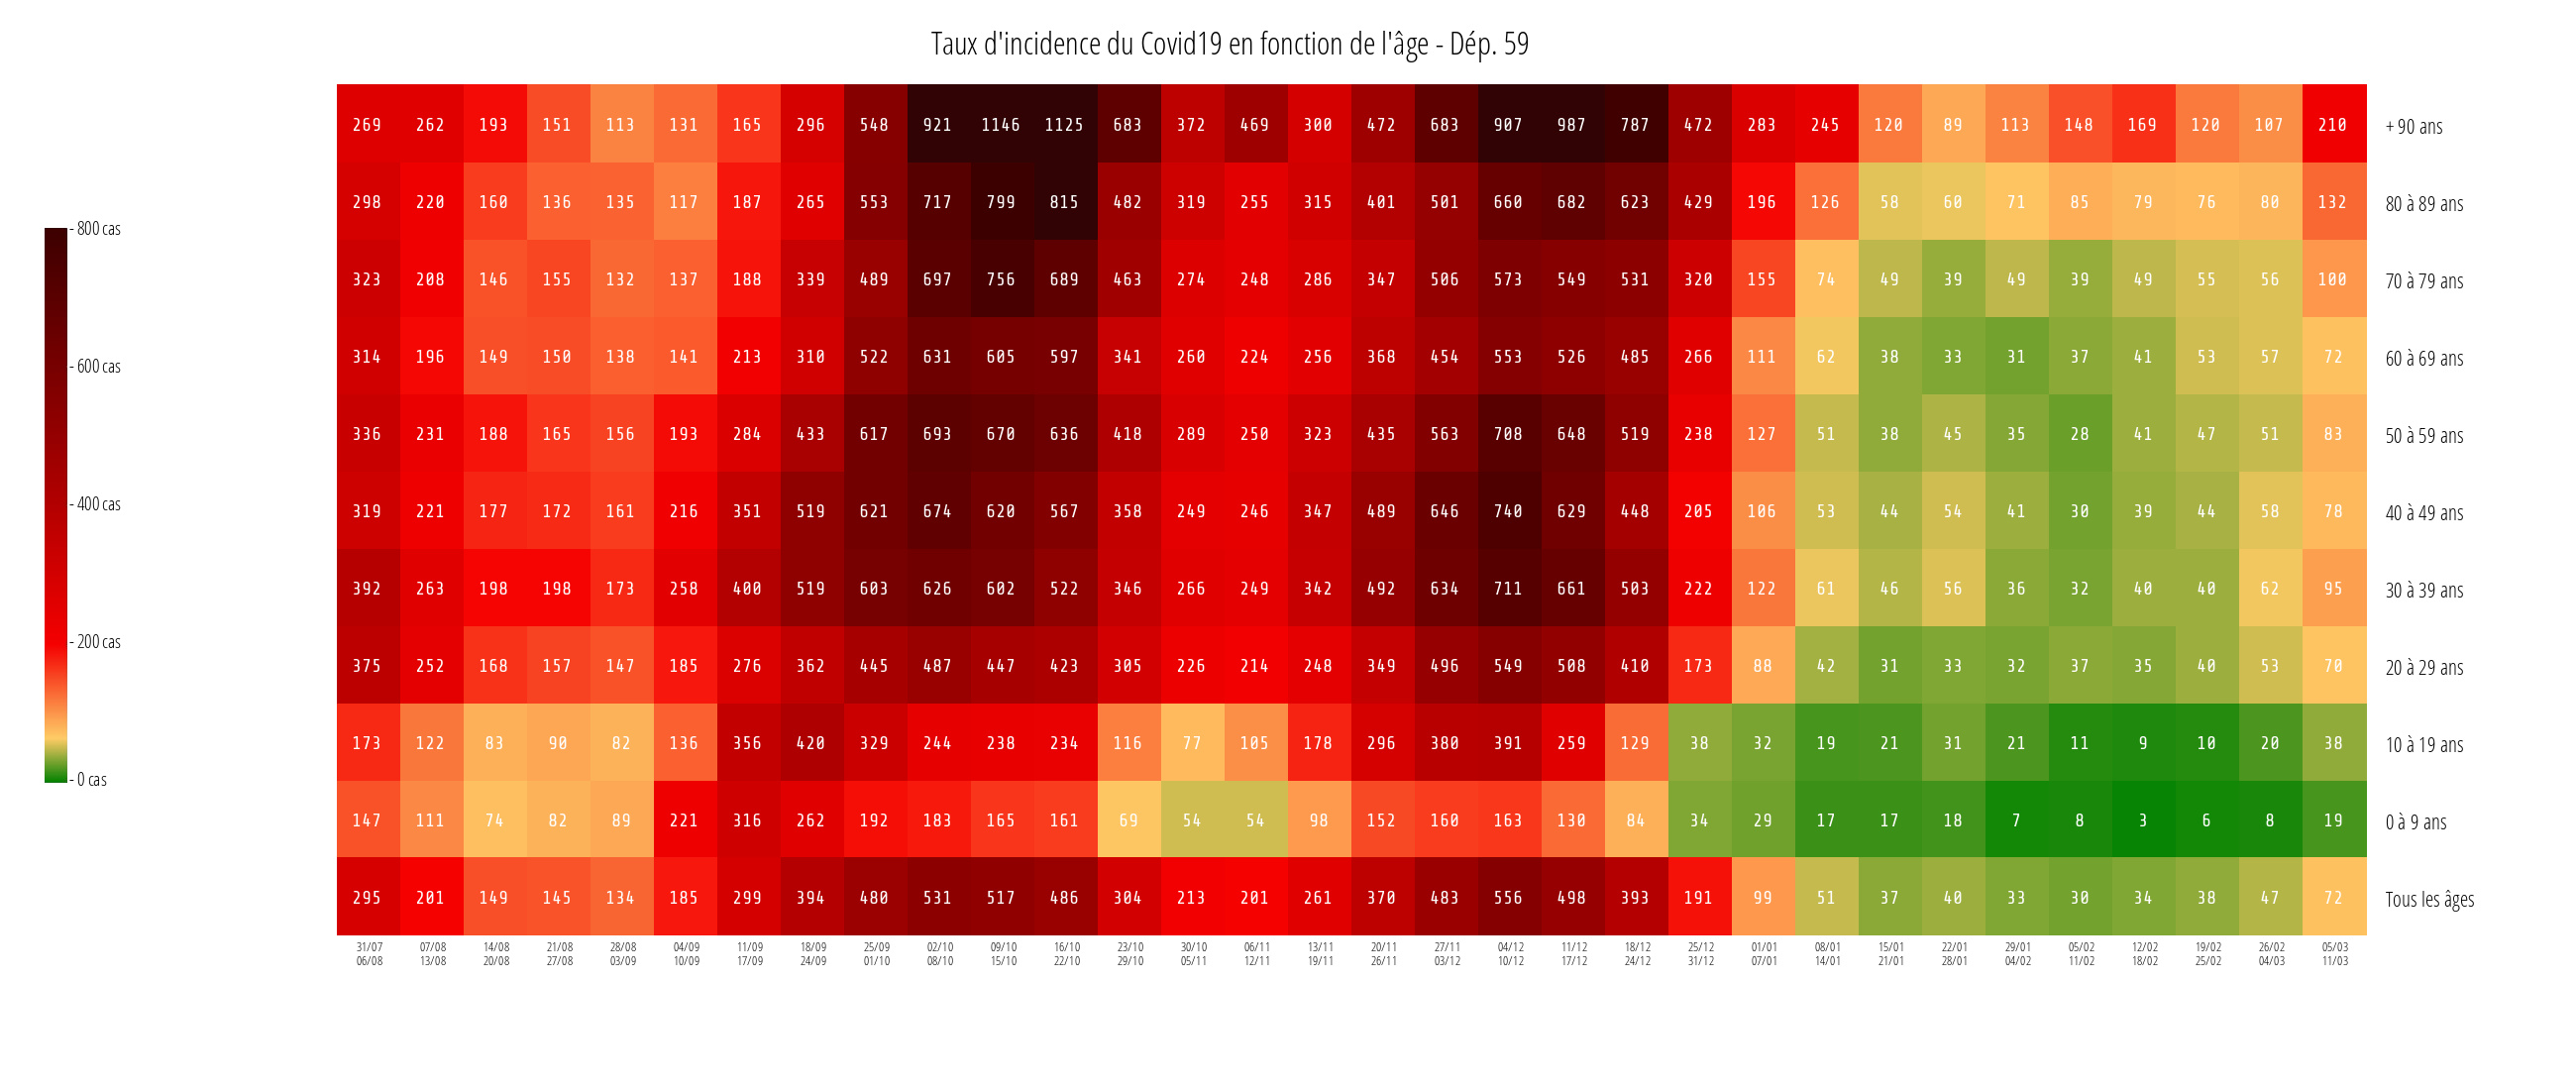 Taux d'incidence du Covid19 en fonction de l'âge - Dép. 59
- 800 cas
- 600 cas
- 400 cas
- 200 cas
- 0 cas
269 262 193 151 113 131 165 296 548 921 1146 1125 683 372 469 300 472 683 907 987 787 472 283 245 120 89 113 148 169 120 107 210 + 90 ans
298 220 160 136 135 117 187 265 553 717 799 815 482 319 255 315 401 501 660 682 623 429 196 126 58 60 71 85 79 76 80 132 80 à 89 ans
323 208 146 155 132 137 188 339 489 697 756 689 463 274 248 286 347 506 573 549 531 320 155 74 49 39 49 39 49 55 56 100 70 à 79 ans
314 196 149 150 138 141 213 310 522 631 605 597 341 260 224 256 368 454 553 526 485 266 111 62 38 33 31 37 41 53 57 72 60 à 69 ans
336 231 188 165 156 193 284 433 617 693 670 636 418 289 250 323 435 563 708 648 519 238 127 51 38 45 35 28 41 47 51 83 50 à 59 ans
319 221 177 172 161 216 351 519 621 674 620 567 358 249 246 347 489 646 740 629 448 205 106 53 44 54 41 30 39 44 58 78 40 à 49 ans
392 263 198 198 173 258 400 519 603 626 602 522 346 266 249 342 492 634 711 661 503 222 122 61 46 56 36 32 40 40 62 95 30 à 39 ans
375 252 168 157 147 185 276 362 445 487 447 423 305 226 214 248 349 496 549 508 410 173 88 42 31 33 32 37 35 40 53 70 20 à 29 ans
173 122 83 90 82 136 356 420 329 244 238 234 116 77 105 178 296 380 391 259 129 38 32 19 21 31 21 11 9 10 20 38 10 à 19 ans
147 111 74 82 89 221 316 262 192 183 165 161 69 54 54 98 152 160 163 130 84 34 29 17 17 18 7 8 3 6 8 19 0 à 9 ans
295 201 149 145 134 185 299 394 480 531 517 486 304 213 201 261 370 483 556 498 393 191 99 51 37 40 33 30 34 38 47 72 Tous les âges
31/07 07/08 14/08 21/08 28/08 04/09 11/09 18/09 25/09 02/10 09/10 16/10 23/10 30/10 06/11 13/11 20/11 27/11 04/12 11/12 18/12 25/12 01/01 08/01 15/01 22/01 29/01 05/02 12/02 19/02 26/02 05/03
06/08 13/08 20/08 27/08 03/09 10/09 17/09 24/09 01/10 08/10 15/10 22/10 29/10 05/11 12/11 19/11 26/11 03/12 10/12 17/12 24/12 31/12 07/01 14/01 21/01 28/01 04/02 11/02 18/02 25/02 04/03 11/03